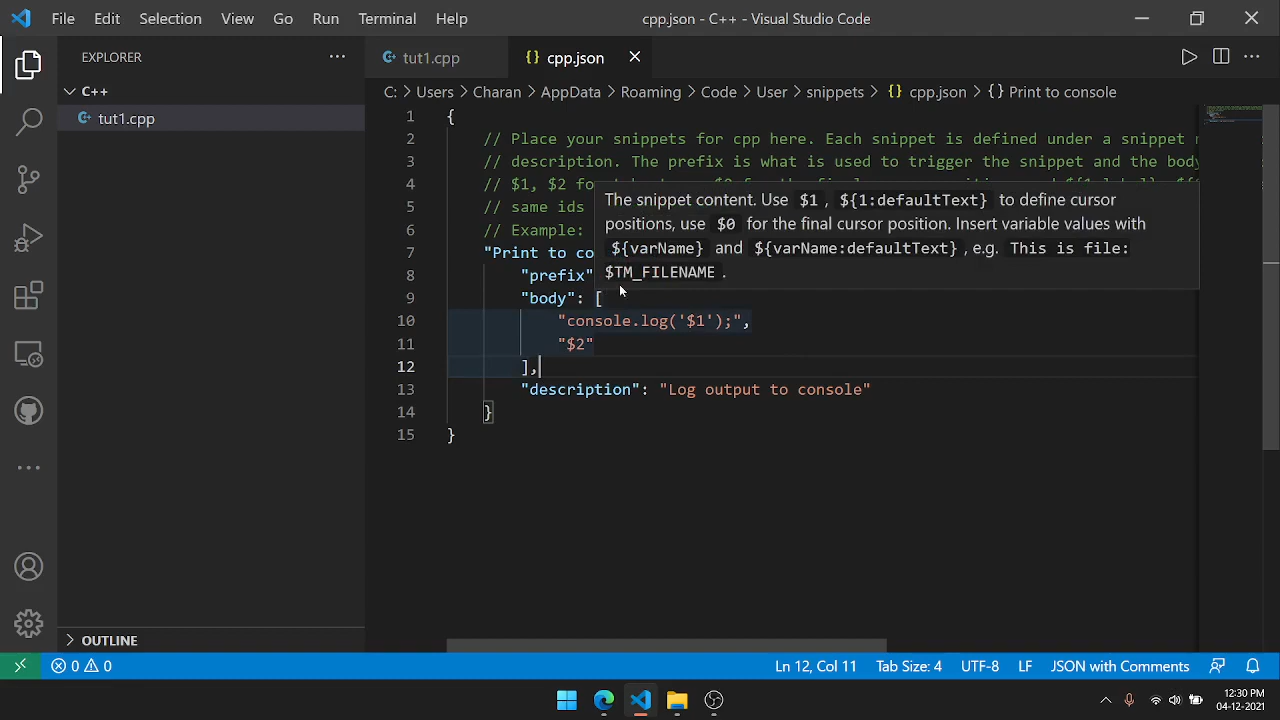 File Edit Selection View Go Run Terminal Help cpp.json - C++ - Visual Studio Code
EXPLORER
tut1.cpp {} cpp.json
C++
tut1.cpp
C: > Users > Charan > AppData > Roaming > Code > User > snippets > {} cpp.json > {} Print to console
1 {
2 // Place your snippets for cpp here. Each snippet is defined under a snippet
3 // description. The prefix is what is used to trigger the snippet and the body
4 // $1, $2 fo
5 // same ids
6 // Example:
7 "Print to co
8 "prefix"
9 "body": [
10 "console.log('$1');",
11 "$2"
12 ],
13 "description": "Log output to console"
14 }
15 }
The snippet content. Use $1 , ${1:defaultText} to define cursor
positions, use $0 for the final cursor position. Insert variable values with
${varName} and ${varName:defaultText} , e.g. This is file:
$TM_FILENAME .
OUTLINE
0 0 Ln 12, Col 11 Tab Size: 4 UTF-8 LF JSON with Comments
12:30 PM
04-12-2021